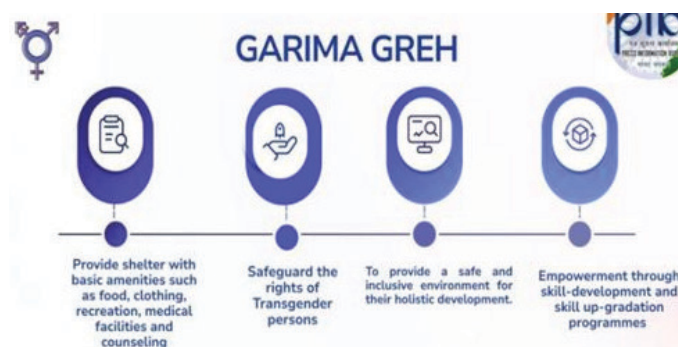 GARIMA GREH
pib
PRESS INFORMATION
Provide shelter with
basic amenities such
as food, clothing,
recreation, medical
facilities and
counseling
Safeguard the
rights of
Transgender
persons
To provide a safe and
inclusive environment for
their holistic development.
Empowerment through
skill-development and
skill up-gradation
programmes